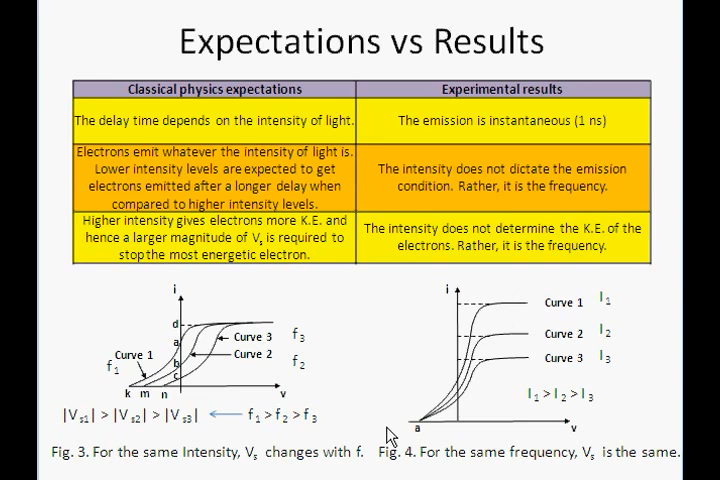 Expectations vs Results
Classical physics expectations
Experimental results
The delay time depends on the intensity of light.
The emission is instantaneous (1 ns)
Electrons emit whatever the intensity of light is.
Lower intensity levels are expected to get
electrons emitted after a longer delay when
compared to higher intensity levels.
The intensity does not dictate the emission
condition. Rather, it is the frequency.
Higher intensity gives electrons more K.E. and
hence a larger magnitude of Vs is required to
stop the most energetic electron.
The intensity does not determine the K.E. of the
electrons. Rather, it is the frequency.
i
d
a
b
c
Curve 3 f3
Curve 1
Curve 2 f2
f1
k m n v
|Vs1| > |Vs2| > |Vs3| ← f1 > f2 > f3
Fig. 3. For the same Intensity, Vs changes with f.
i
Curve 1 I1
Curve 2 I2
Curve 3 I3
I1 > I2 > I3
a v
Fig. 4. For the same frequency, Vs is the same.